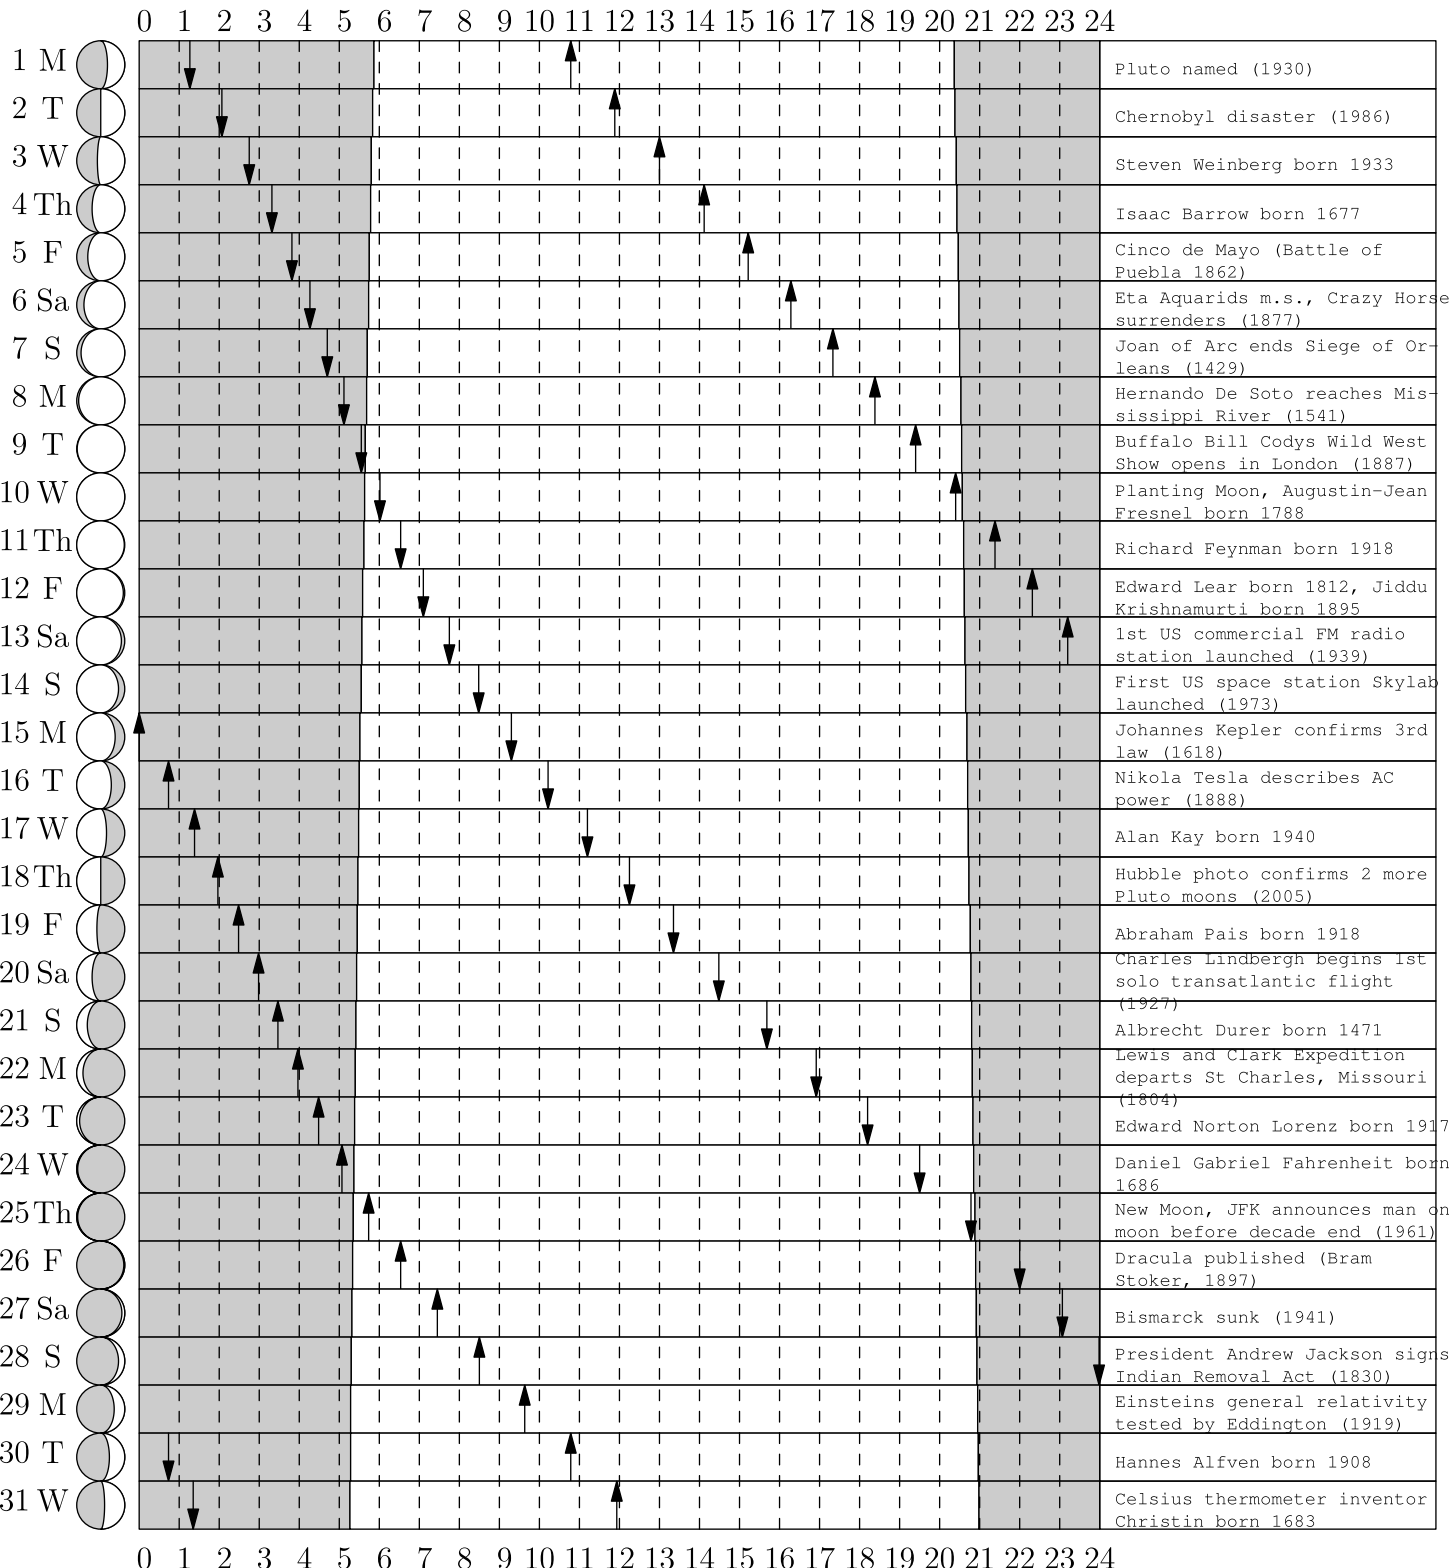 0 1 2 3 4 5 6 7 8 9 10 11 12 13 14 15 16 17 18 19 20 21 22 23 24
1 M Pluto named (1930)
2 T Chernobyl disaster (1986)
3 W Steven Weinberg born 1933
4 Th Isaac Barrow born 1677
5 F Cinco de Mayo (Battle of
Puebla 1862)
6 Sa Eta Aquarids m.s., Crazy Horse
surrenders (1877)
7 S Joan of Arc ends Siege of Or-
leans (1429)
8 M Hernando De Soto reaches Mis-
sissippi River (1541)
9 T Buffalo Bill Codys Wild West
Show opens in London (1887)
10 W Planting Moon, Augustin-Jean
Fresnel born 1788
11 Th Richard Feynman born 1918
12 F Edward Lear born 1812, Jiddu
Krishnamurti born 1895
13 Sa 1st US commercial FM radio
station launched (1939)
14 S First US space station Skylab
launched (1973)
15 M Johannes Kepler confirms 3rd
law (1618)
16 T Nikola Tesla describes AC
power (1888)
17 W Alan Kay born 1940
18 Th Hubble photo confirms 2 more
Pluto moons (2005)
19 F Abraham Pais born 1918
20 Sa Charles Lindbergh begins 1st
solo transatlantic flight
(1927)
21 S Albrecht Durer born 1471
22 M Lewis and Clark Expedition
departs St Charles, Missouri
(1804)
23 T Edward Norton Lorenz born 1917
24 W Daniel Gabriel Fahrenheit born
1686
25 Th New Moon, JFK announces man on
moon before decade end (1961)
26 F Dracula published (Bram
Stoker, 1897)
27 Sa Bismarck sunk (1941)
28 S President Andrew Jackson signs
Indian Removal Act (1830)
29 M Einsteins general relativity
tested by Eddington (1919)
30 T Hannes Alfven born 1908
31 W Celsius thermometer inventor
Christin born 1683
0 1 2 3 4 5 6 7 8 9 10 11 12 13 14 15 16 17 18 19 20 21 22 23 24